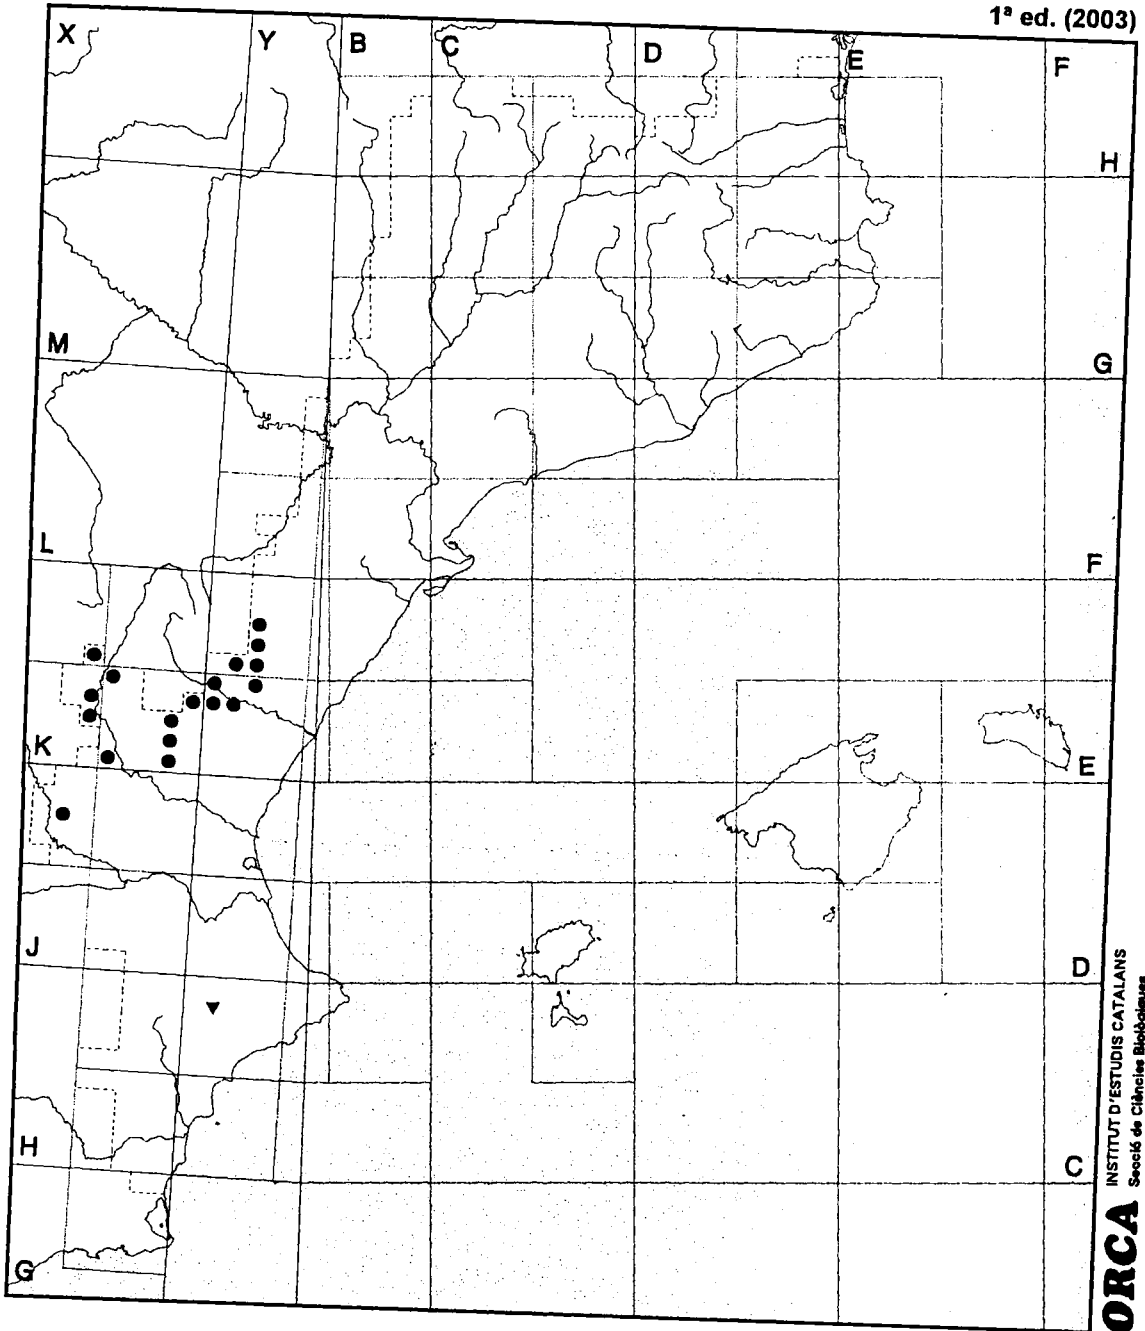 1ª ed. (2003)
X
Y
B
C
D
E
F
H
M
G
L
F
K
E
J
D
H
C
G
ORCA
INSTITUT D'ESTUDIS CATALANS
Secció de Ciències Biològiques